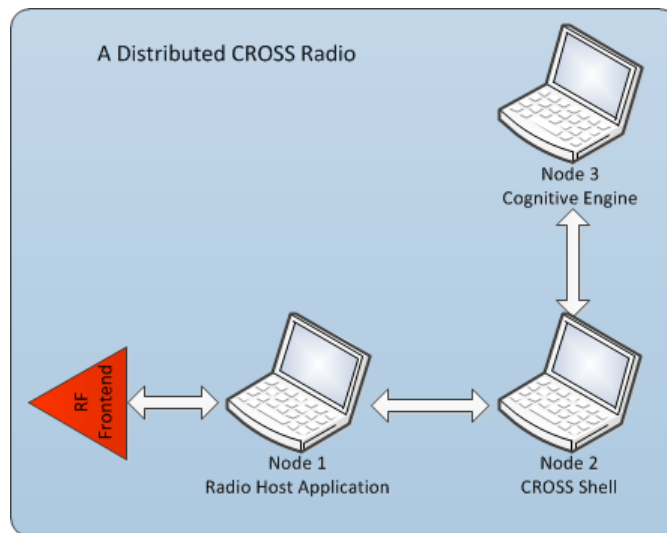 A Distributed CROSS Radio
Node 3
Cognitive Engine
RF
Frontend
Node 1
Radio Host Application
Node 2
CROSS Shell